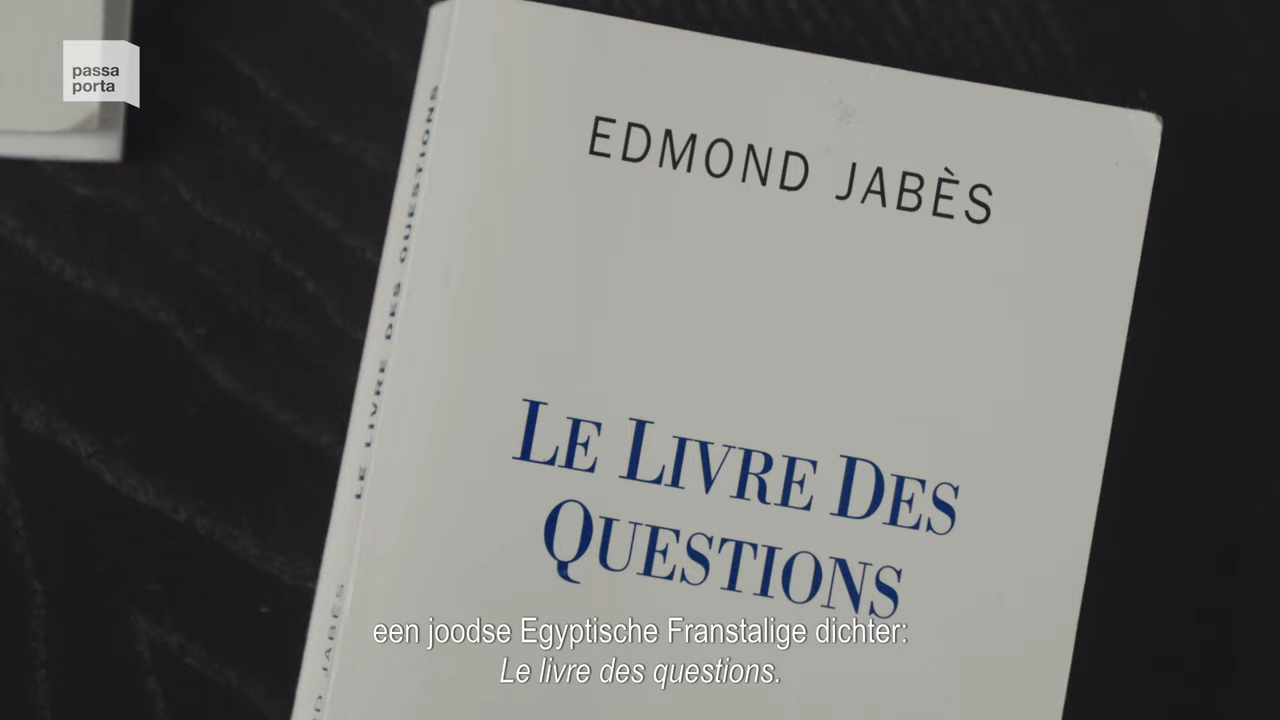 passa
porta
EDMOND JABÈS
LE LIVRE DES
QUESTIONS
LE LIVRE DES QUESTIONS
JABÈS
een joodse Egyptische Franstalige dichter:
Le livre des questions.